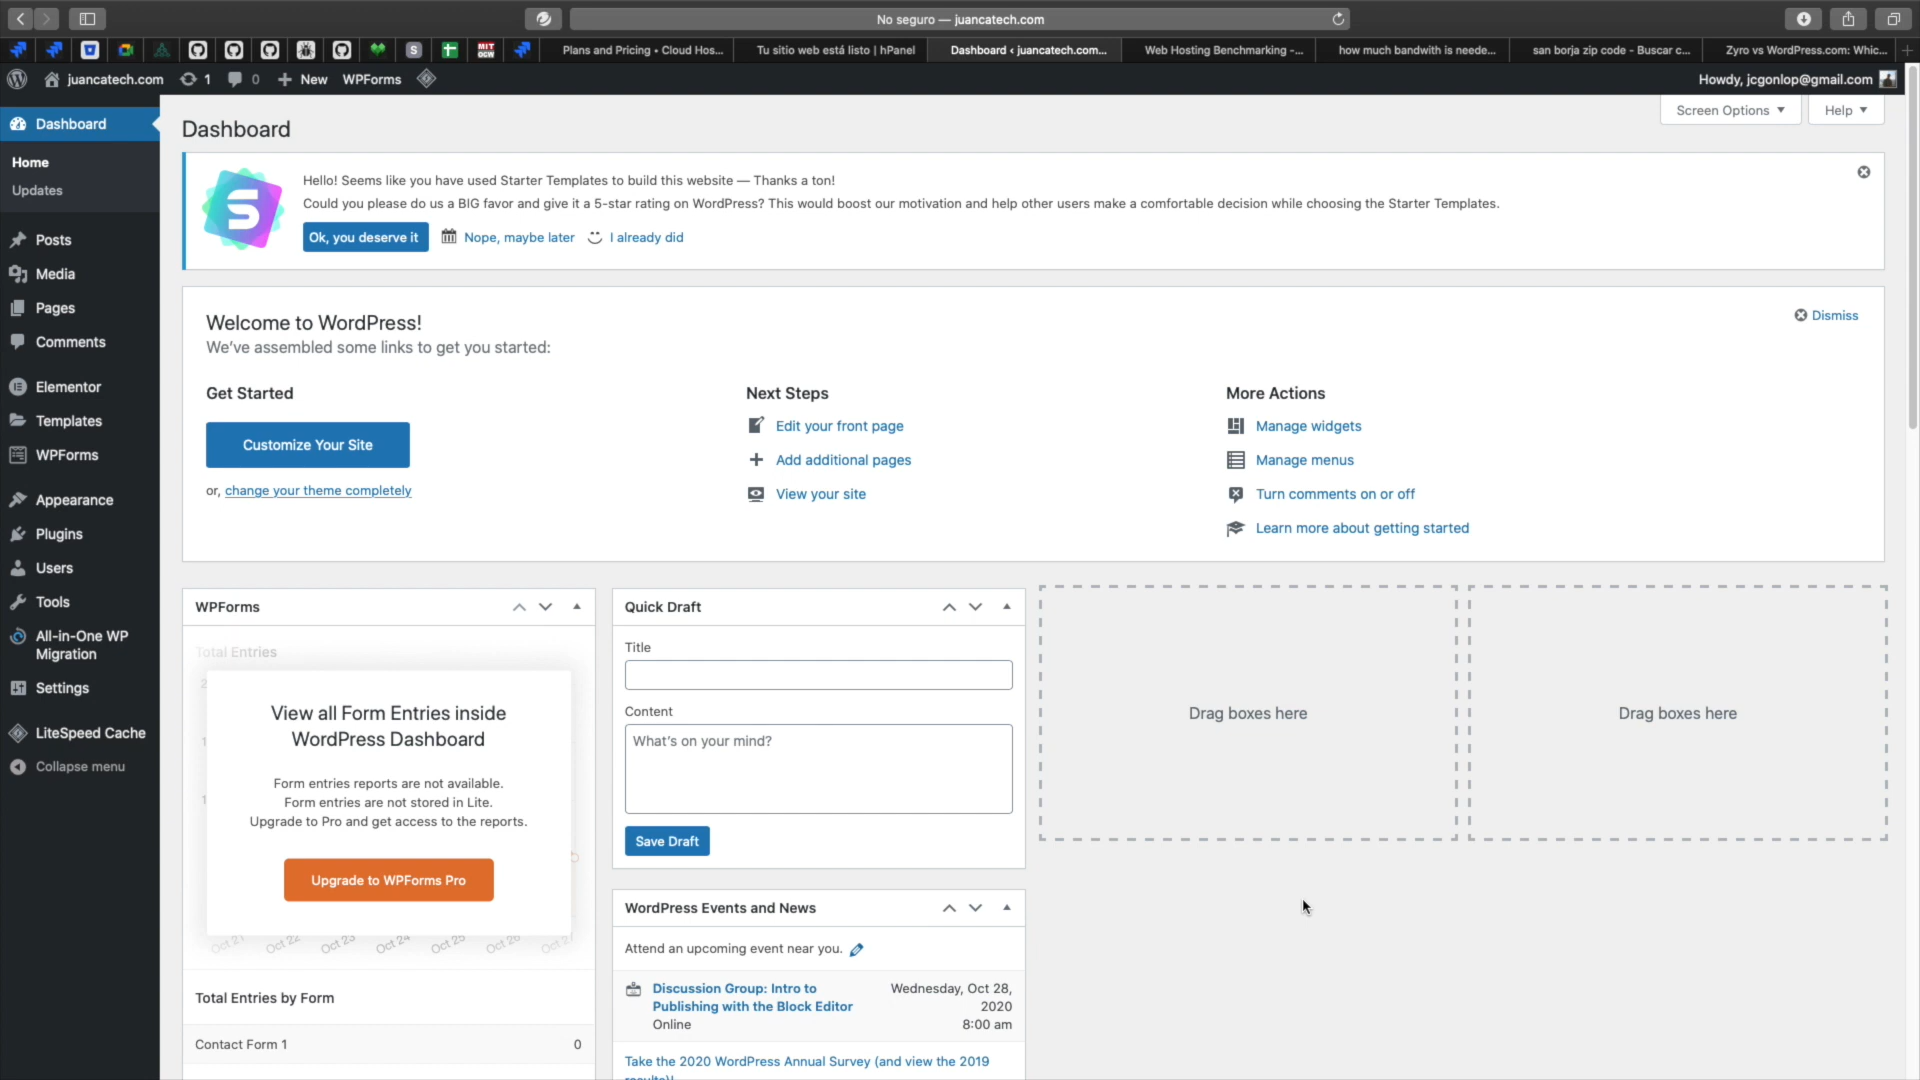 No seguro — juancatech.com
S
MIT
OCW
Plans and Pricing • Cloud Hos...
Tu sitio web está listo | hPanel
Dashboard ‹ juancatech.com...
Web Hosting Benchmarking -...
how much bandwith is neede...
san borja zip code - Buscar c...
Zyro vs WordPress.com: Whic...
juancatech.com
1
0
New
WPForms
Howdy, jcgonlop@gmail.com
Dashboard
Home
Updates
Posts
Media
Pages
Comments
Elementor
Templates
WPForms
Appearance
Plugins
Users
Tools
All-in-One WP
Migration
Settings
LiteSpeed Cache
Collapse menu
Screen Options
Help
Dashboard
Hello! Seems like you have used Starter Templates to build this website — Thanks a ton!
Could you please do us a BIG favor and give it a 5-star rating on WordPress? This would boost our motivation and help other users make a comfortable decision while choosing the Starter Templates.
Ok, you deserve it
Nope, maybe later
I already did
Welcome to WordPress!
We've assembled some links to get you started:
Dismiss
Get Started
Customize Your Site
or, change your theme completely
Next Steps
Edit your front page
Add additional pages
View your site
More Actions
Manage widgets
Manage menus
Turn comments on or off
Learn more about getting started
WPForms
Total Entries
View all Form Entries inside
WordPress Dashboard
Form entries reports are not available.
Form entries are not stored in Lite.
Upgrade to Pro and get access to the reports.
Upgrade to WPForms Pro
Oct 21
Oct 22
Oct 23
Oct 24
Oct 25
Oct 26
Total Entries by Form
Contact Form 1
0
Quick Draft
Title
Content
What's on your mind?
Save Draft
WordPress Events and News
Attend an upcoming event near you.
Discussion Group: Intro to
Publishing with the Block Editor
Online
Wednesday, Oct 28,
2020
8:00 am
Take the 2020 WordPress Annual Survey (and view the 2019
Drag boxes here
Drag boxes here